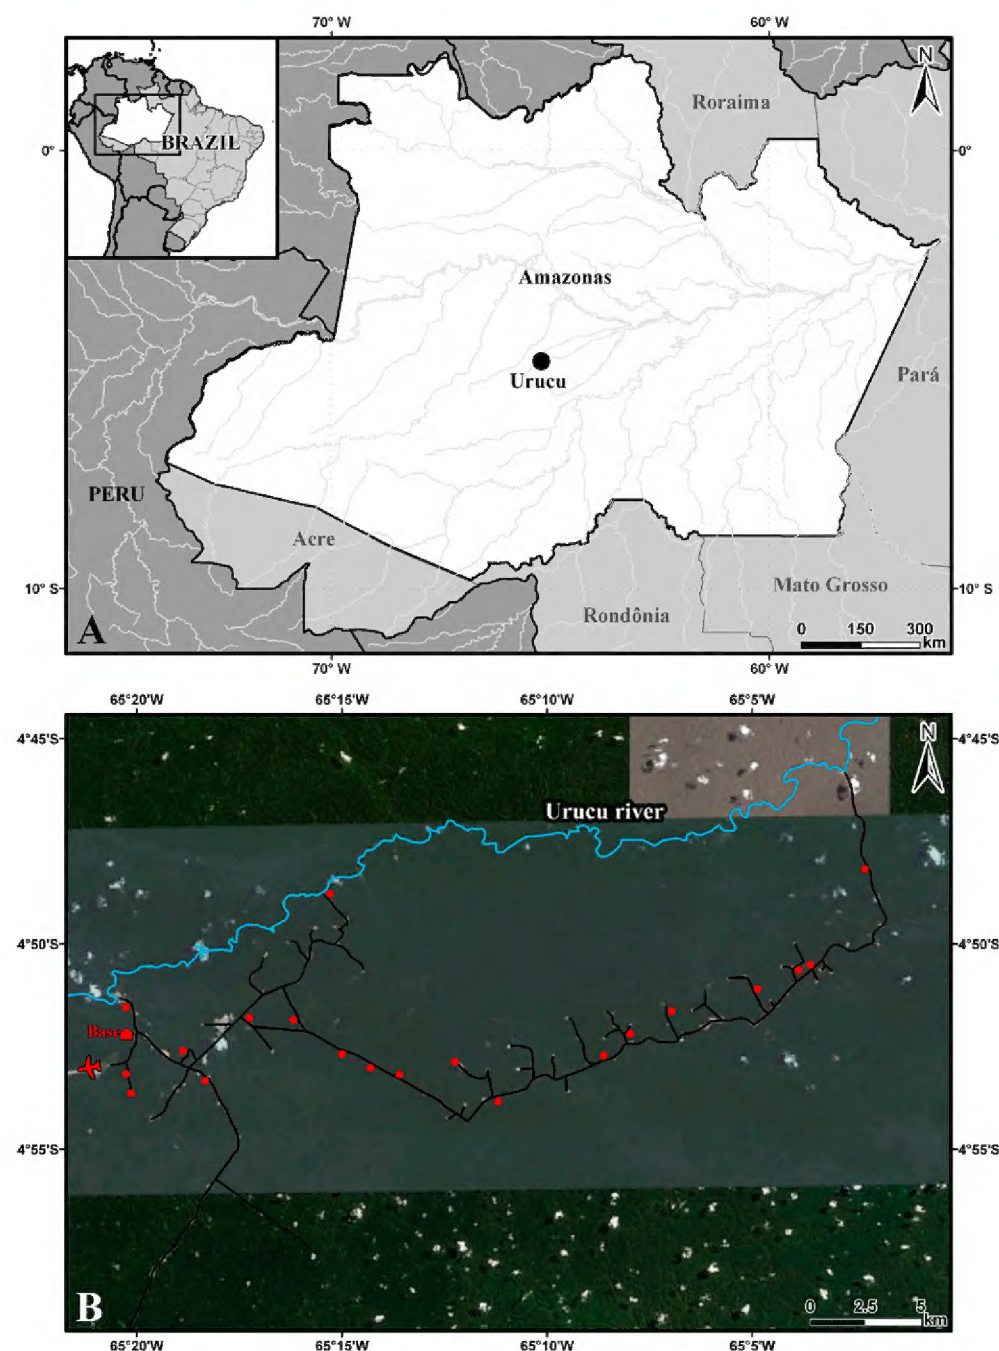 70° W 60° W
N
Roraima
BRAZIL
0° 0°
Amazonas
Urucu
Pará
PERU
Acre
10° S 10° S
Mato Grosso
Rondônia
0 150 300
km
A
70° W 60° W
65°20'W 65°15'W 65°10'W 65°5'W
4°45'S 4°45'S
N
Urucu river
4°50'S 4°50'S
Base
4°55'S 4°55'S
B
0 2.5 5
km
65°20'W 65°15'W 65°10'W 65°5'W